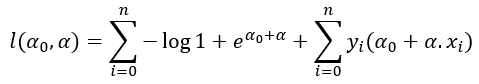 l(α₀, α) = ∑_{i=0}^{n} − log 1 + e^{α₀+α} + ∑_{i=0}^{n} yᵢ(α₀ + α.xᵢ)